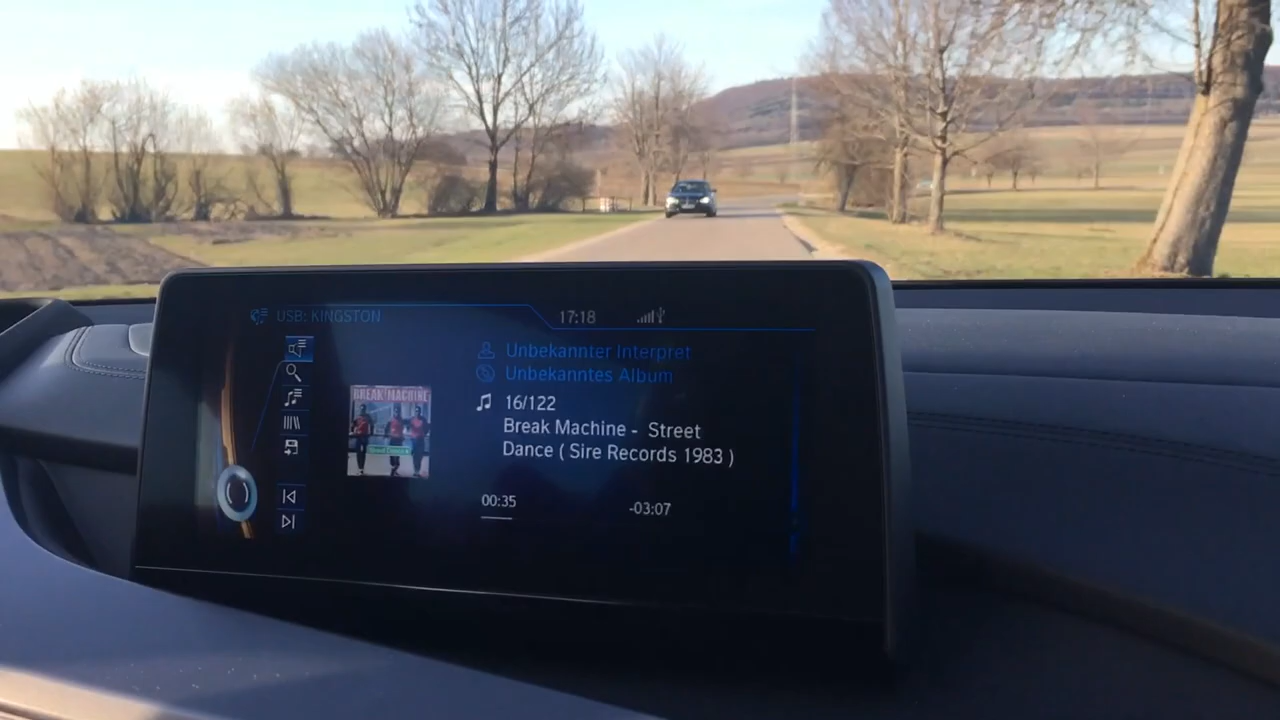 USB: KINGSTON
17:18
Unbekannter Interpret
Unbekanntes Album
16/122
BREAK MACHINE
Break Machine - Street
Dance ( Sire Records 1983 )
00:35
-03:07